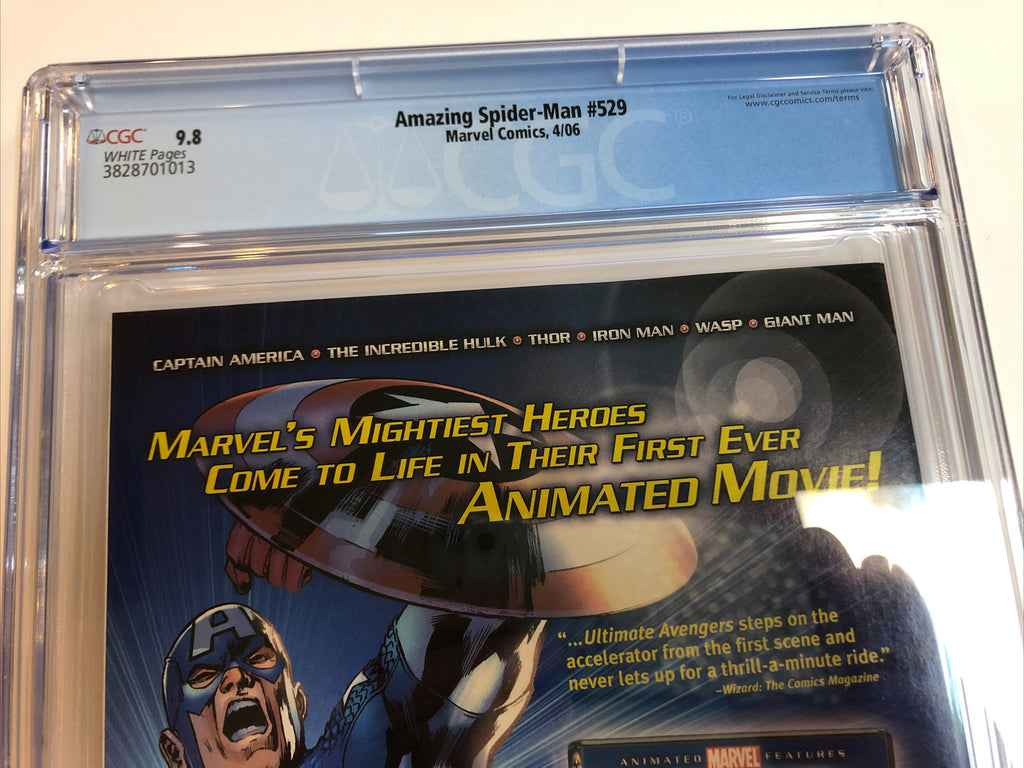 Amazing Spider-Man #529
Marvel Comics, 4/06
For Legal Disclaimer and Service Terms please visit:
www.cgccomics.com/terms
CGC 9.8
WHITE Pages
3828701013
CGC®
CAPTAIN AMERICA • THE INCREDIBLE HULK • THOR • IRON MAN • WASP • GIANT MAN
MARVEL'S MIGHTIEST HEROES
COME TO LIFE IN THEIR FIRST EVER
ANIMATED MOVIE!
A
"...Ultimate Avengers steps on the
accelerator from the first scene and
never lets up for a thrill-a-minute ride."
–Wizard: The Comics Magazine
ANIMATED MARVEL FEATURES